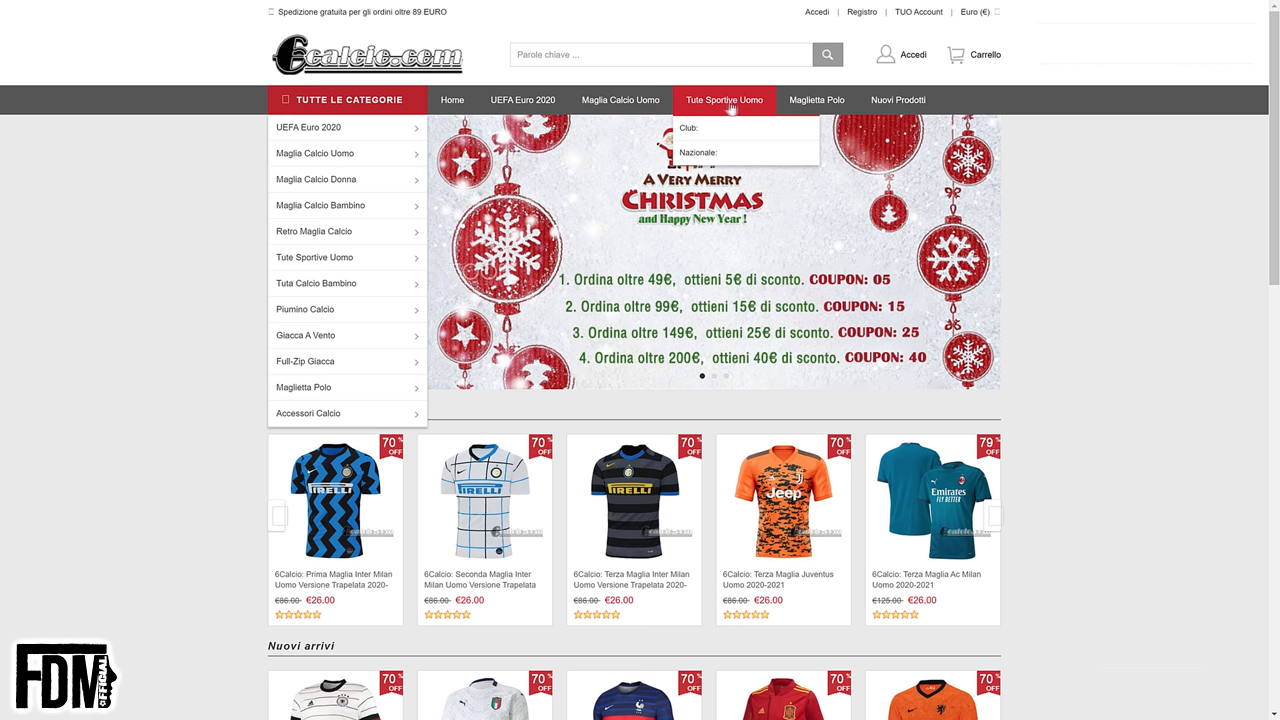 Spedizione gratuita per gli ordini oltre 89 EURO
Accedi | Registro | TUO Account | Euro (€)
6calcio.com
Parole chiave ...
Accedi
Carrello
TUTTE LE CATEGORIE
Home
UEFA Euro 2020
Maglia Calcio Uomo
Tute Sportive Uomo
Maglietta Polo
Nuovi Prodotti
Club:
Nazionale:
UEFA Euro 2020
Maglia Calcio Uomo
Maglia Calcio Donna
Maglia Calcio Bambino
Retro Maglia Calcio
Tute Sportive Uomo
Tuta Calcio Bambino
Piumino Calcio
Giacca A Vento
Full-Zip Giacca
Maglietta Polo
Accessori Calcio
A VERY MERRY
CHRISTMAS
and Happy New Year !
1. Ordina oltre 49€, ottieni 5€ di sconto. COUPON: 05
2. Ordina oltre 99€, ottieni 15€ di sconto. COUPON: 15
3. Ordina oltre 149€, ottieni 25€ di sconto. COUPON: 25
4. Ordina oltre 200€, ottieni 40€ di sconto. COUPON: 40
70 % OFF
PIRELLI
6calcio.com
6Calcio: Prima Maglia Inter Milan
Uomo Versione Trapelata 2020-
€86.00 €26.00
70 % OFF
PIRELLI
6calcio.com
6Calcio: Seconda Maglia Inter
Milan Uomo Versione Trapelata
€86.00 €26.00
70 % OFF
PIRELLI
6calcio.com
6Calcio: Terza Maglia Inter Milan
Uomo Versione Trapelata 2020-
€86.00 €26.00
70 % OFF
Jeep
6calcio.com
6Calcio: Terza Maglia Juventus
Uomo 2020-2021
€86.00 €26.00
79 % OFF
Emirates
FLY BETTER
6calcio.com
6Calcio: Terza Maglia Ac Milan
Uomo 2020-2021
€125.00 €26.00
Nuovi arrivi
70 % OFF
70 % OFF
70 % OFF
70 % OFF
70 % OFF
FDM
OFFICIAL